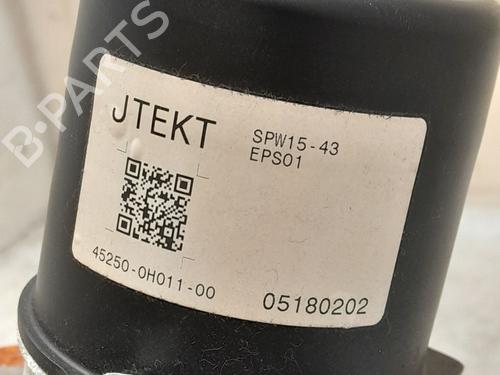 B-PARTS
JTEKT
SPW15-43
EPS01
45250-0H011-00
05180202